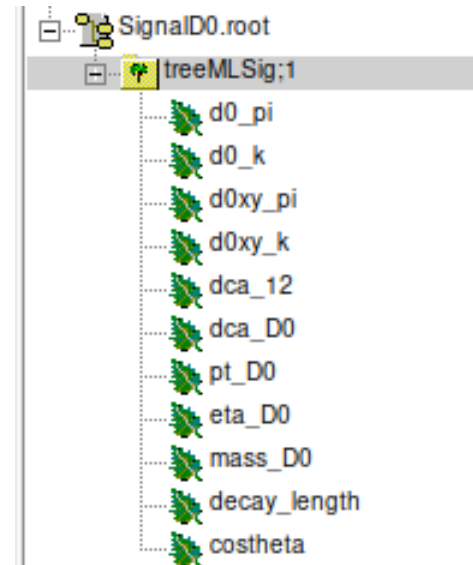 SignalD0.root
treeMLSig;1
d0_pi
d0_k
d0xy_pi
d0xy_k
dca_12
dca_D0
pt_D0
eta_D0
mass_D0
decay_length
costheta